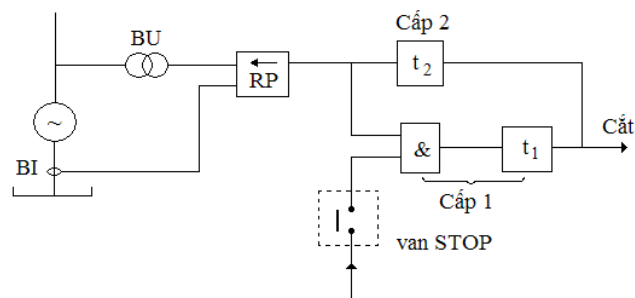 BU
Cấp 2
RP
t2
~
BI
&
t1
Cắt
Cấp 1
van STOP